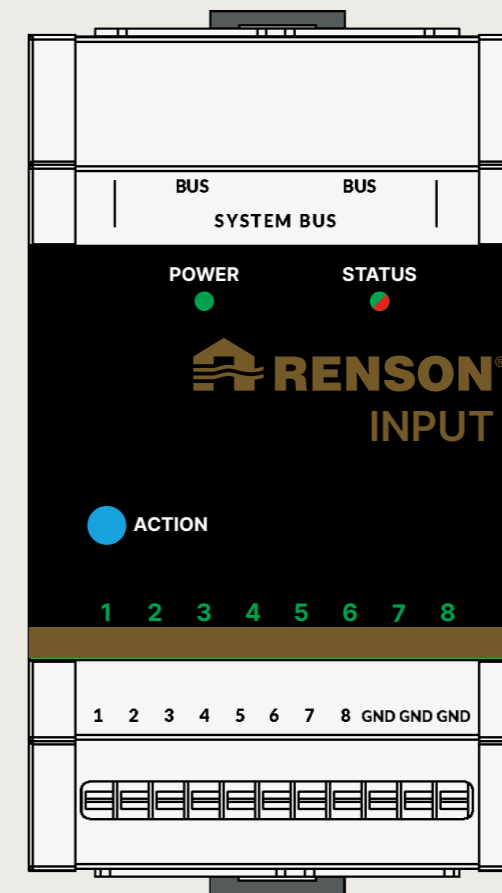 BUS BUS
SYSTEM BUS
POWER STATUS
RENSON®
INPUT
ACTION
1 2 3 4 5 6 7 8
1 2 3 4 5 6 7 8 GND GND GND